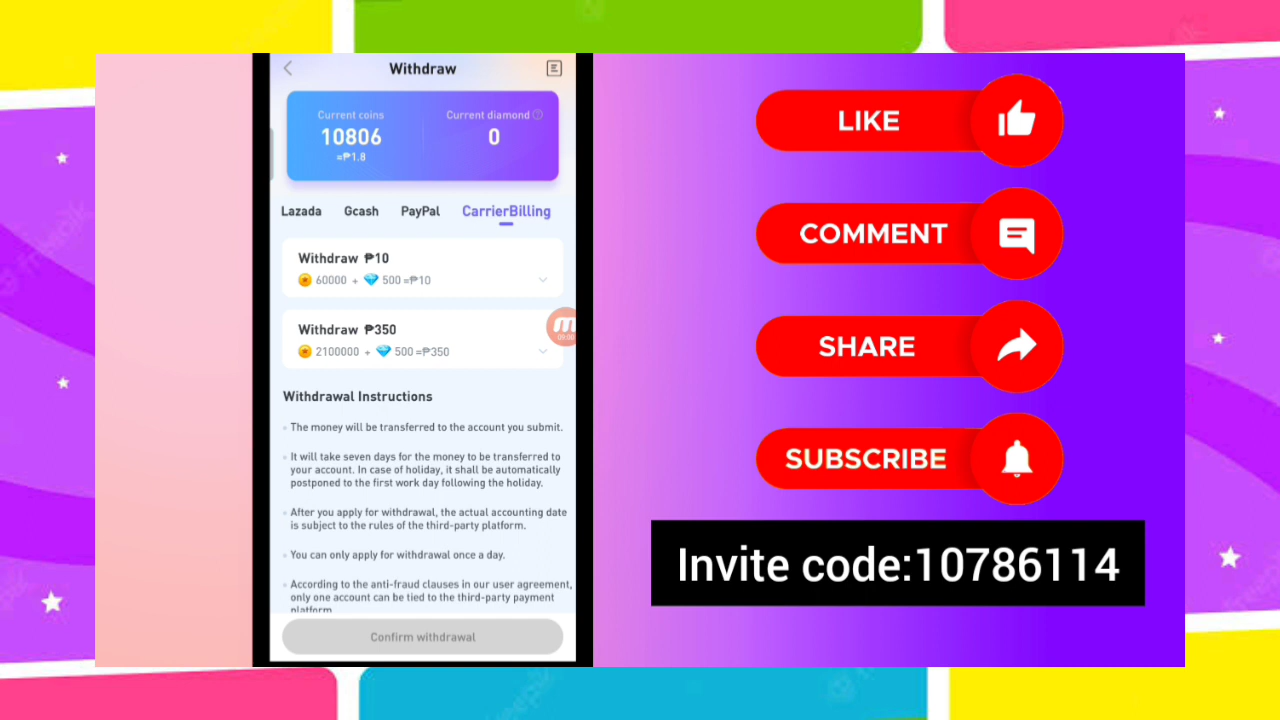 Withdraw
Current coins
Current diamond
10806
0
=₱1.8
Lazada
Gcash
PayPal
CarrierBilling
Withdraw ₱10
60000 + 500 =₱10
Withdraw ₱350
2100000 + 500 =₱350
09:00
Withdrawal Instructions
The money will be transferred to the account you submit.
It will take seven days for the money to be transferred to
your account. In case of holiday, it shall be automatically
postponed to the first work day following the holiday.
After you apply for withdrawal, the actual accounting date
is subject to the rules of the third-party platform.
You can only apply for withdrawal once a day.
According to the anti-fraud clauses in our user agreement,
only one account can be tied to the third-party payment
platform
Confirm withdrawal
LIKE
COMMENT
SHARE
SUBSCRIBE
Invite code:10786114